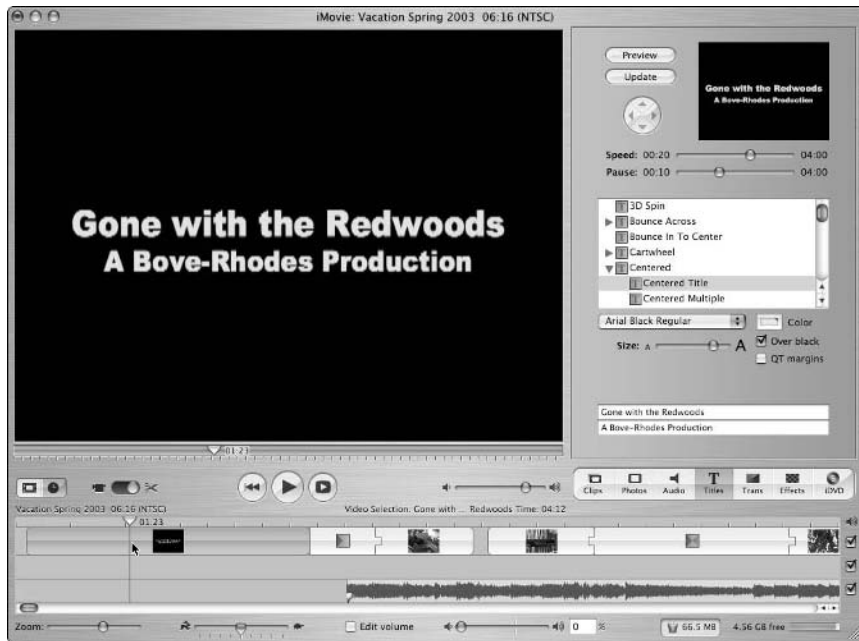 iMovie: Vacation Spring 2003 06:16 (NTSC)
Gone with the Redwoods
A Bove-Rhodes Production
01:23
Preview
Update
Gone with the Redwoods
A Bove-Rhodes Production
Speed: 00:20 04:00
Pause: 00:10 04:00
3D Spin
Bounce Across
Bounce In To Center
Cartwheel
Centered
Centered Title
Centered Multiple
Arial Black Regular
Color
Size: A A
Over black
QT margins
Gone with the Redwoods
A Bove-Rhodes Production
Clips Photos Audio Titles Trans Effects iDVD
Vacation Spring 2003 06:16 (NTSC)
Video Selection: Gone with ... Redwoods Time: 04:12
01:23
Zoom:
Edit volume
0 %
66.5 MB
4.56 GB free